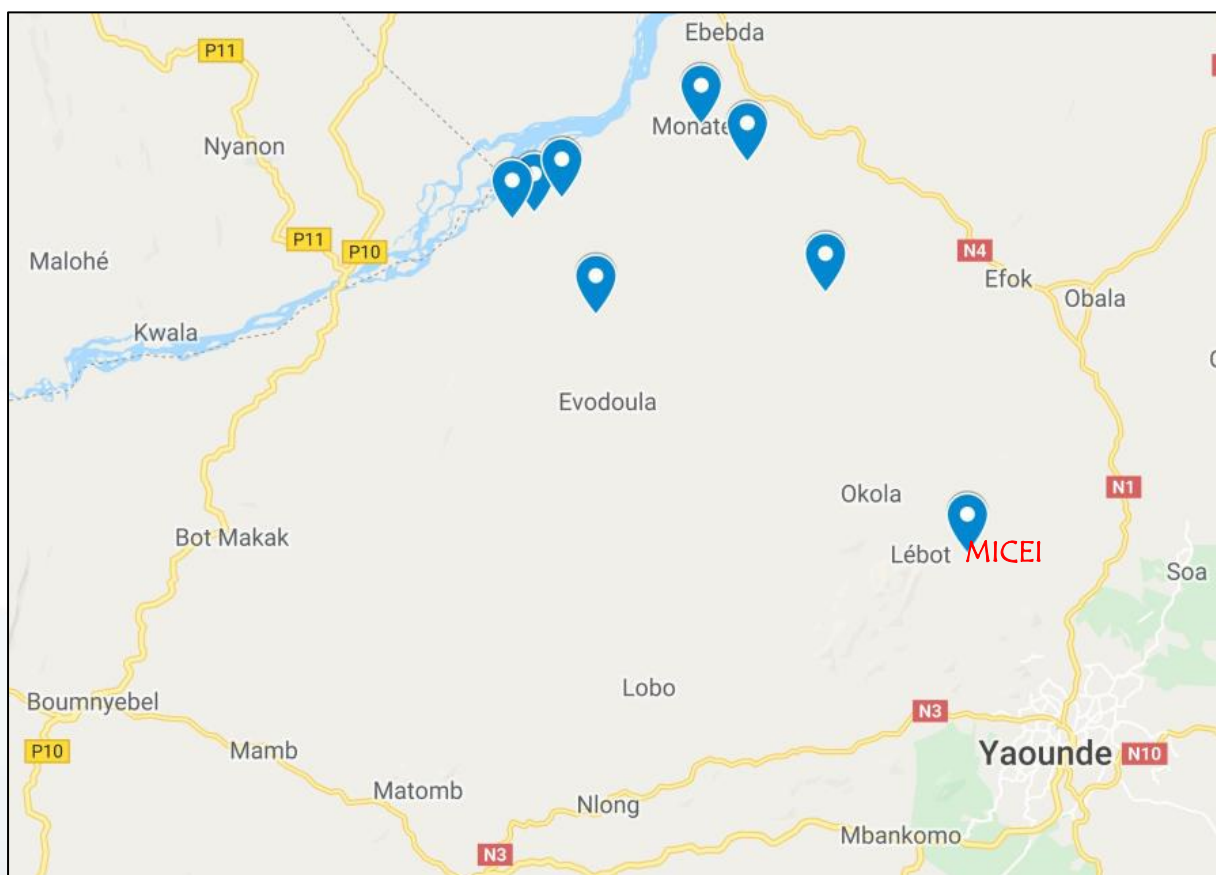 Ebebda
P11
Monate
Nyanon
P11
P10
N4
Malohé
Efok
Obala
Kwala
Evodoula
N1
Okola
Bot Makak
Lébot
MICEI
Soa
Lobo
Boumnyebel
N3
P10
Mamb
Yaounde
N10
Matomb
Nlong
Mbankomo
N3